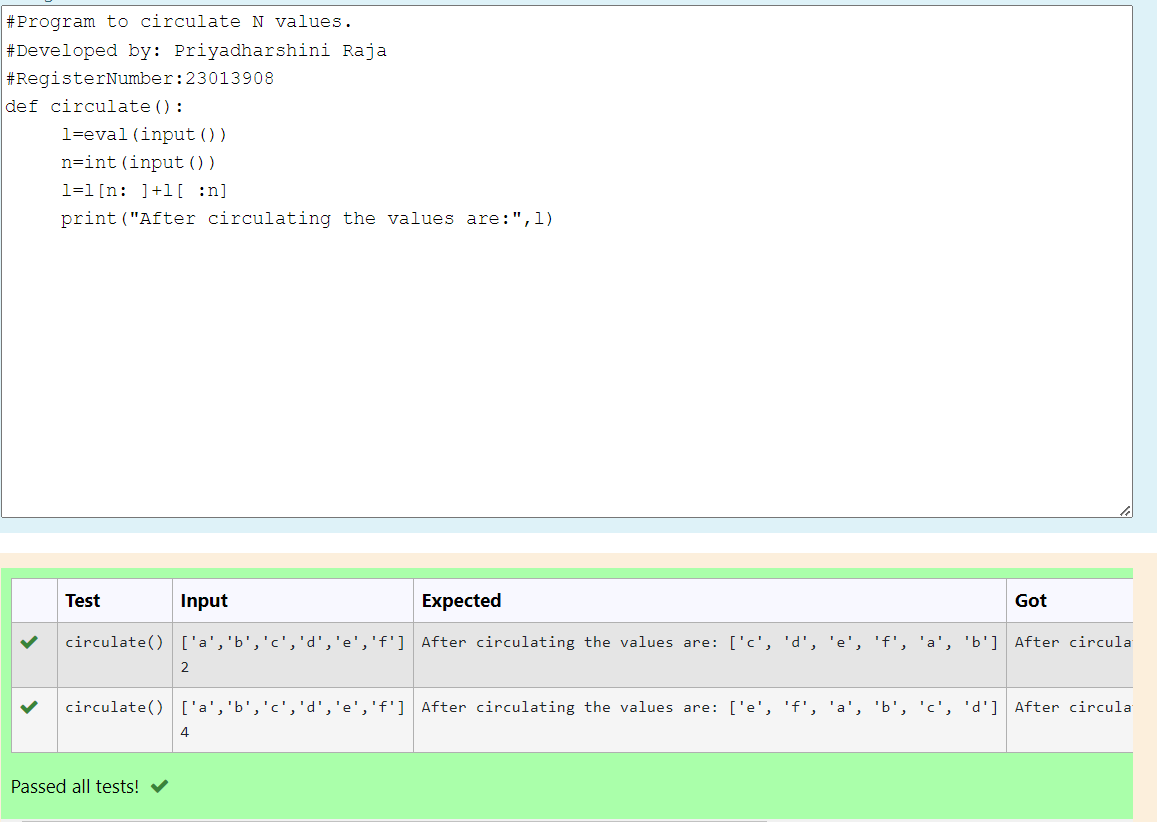 #Program to circulate N values.
#Developed by: Priyadharshini Raja
#RegisterNumber:23013908
def circulate():
     l=eval(input())
     n=int(input())
     l=l[n: ]+l[ :n]
     print("After circulating the values are:",l)
Test Input Expected Got
circulate() ['a','b','c','d','e','f'] After circulating the values are: ['c', 'd', 'e', 'f', 'a', 'b'] After circula
2
circulate() ['a','b','c','d','e','f'] After circulating the values are: ['e', 'f', 'a', 'b', 'c', 'd'] After circula
4
Passed all tests!